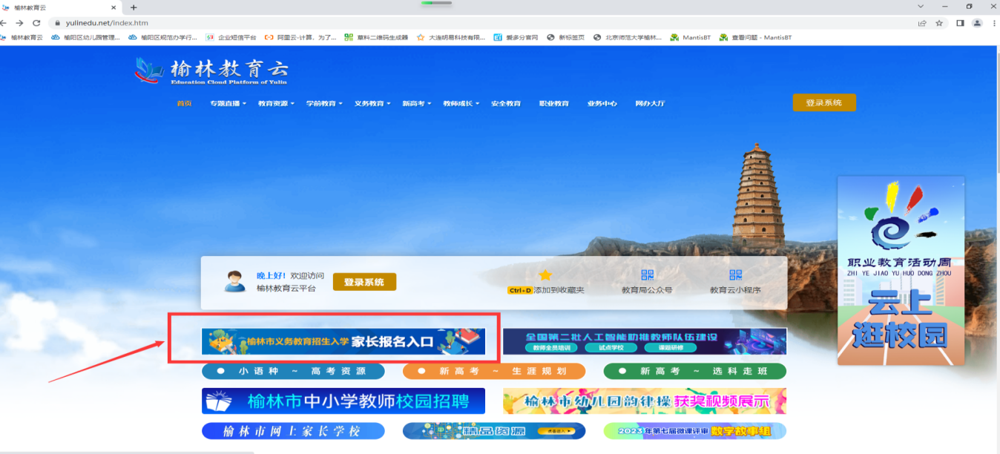 榆林教育云
yulinedu.net/Index.htm
榆林教育云 榆阳区幼儿园管理... 榆阳区规范办学行... 企业短信平台 阿里云-计算，为了... 草料二维码生成器 大连明易科技有限... 爱多分官网 新标签页 北京师范大学榆林... MantisBT 查看问题 - MantisBT
榆林教育云
Education Cloud Platform of Yulin
首页 专题直播 教育资源 学前教育 义务教育 新高考 教师成长 安全教育 职业教育 业务中心 网办大厅
登录系统
职业教育活动周
ZHI YE JIAO YU HUO DONG ZHOU
云上
逛校园
晚上好！欢迎访问
榆林教育云平台
登录系统
Ctrl+D 添加到收藏夹
教育局公众号
教育云小程序
榆林市义务教育招生入学 家长报名入口
全国第二批人工智能助推教师队伍建设
教师全员培训 试点学校 课题研修
小语种 ~ 高考资源
新高考 ~ 生涯规划
新高考 ~ 选科走班
榆林市中小学教师校园招聘
榆林市幼儿园韵律操获奖视频展示
榆林市网上家长学校
精品资源 点击进入
2023年第七届微课评审 数学故事组